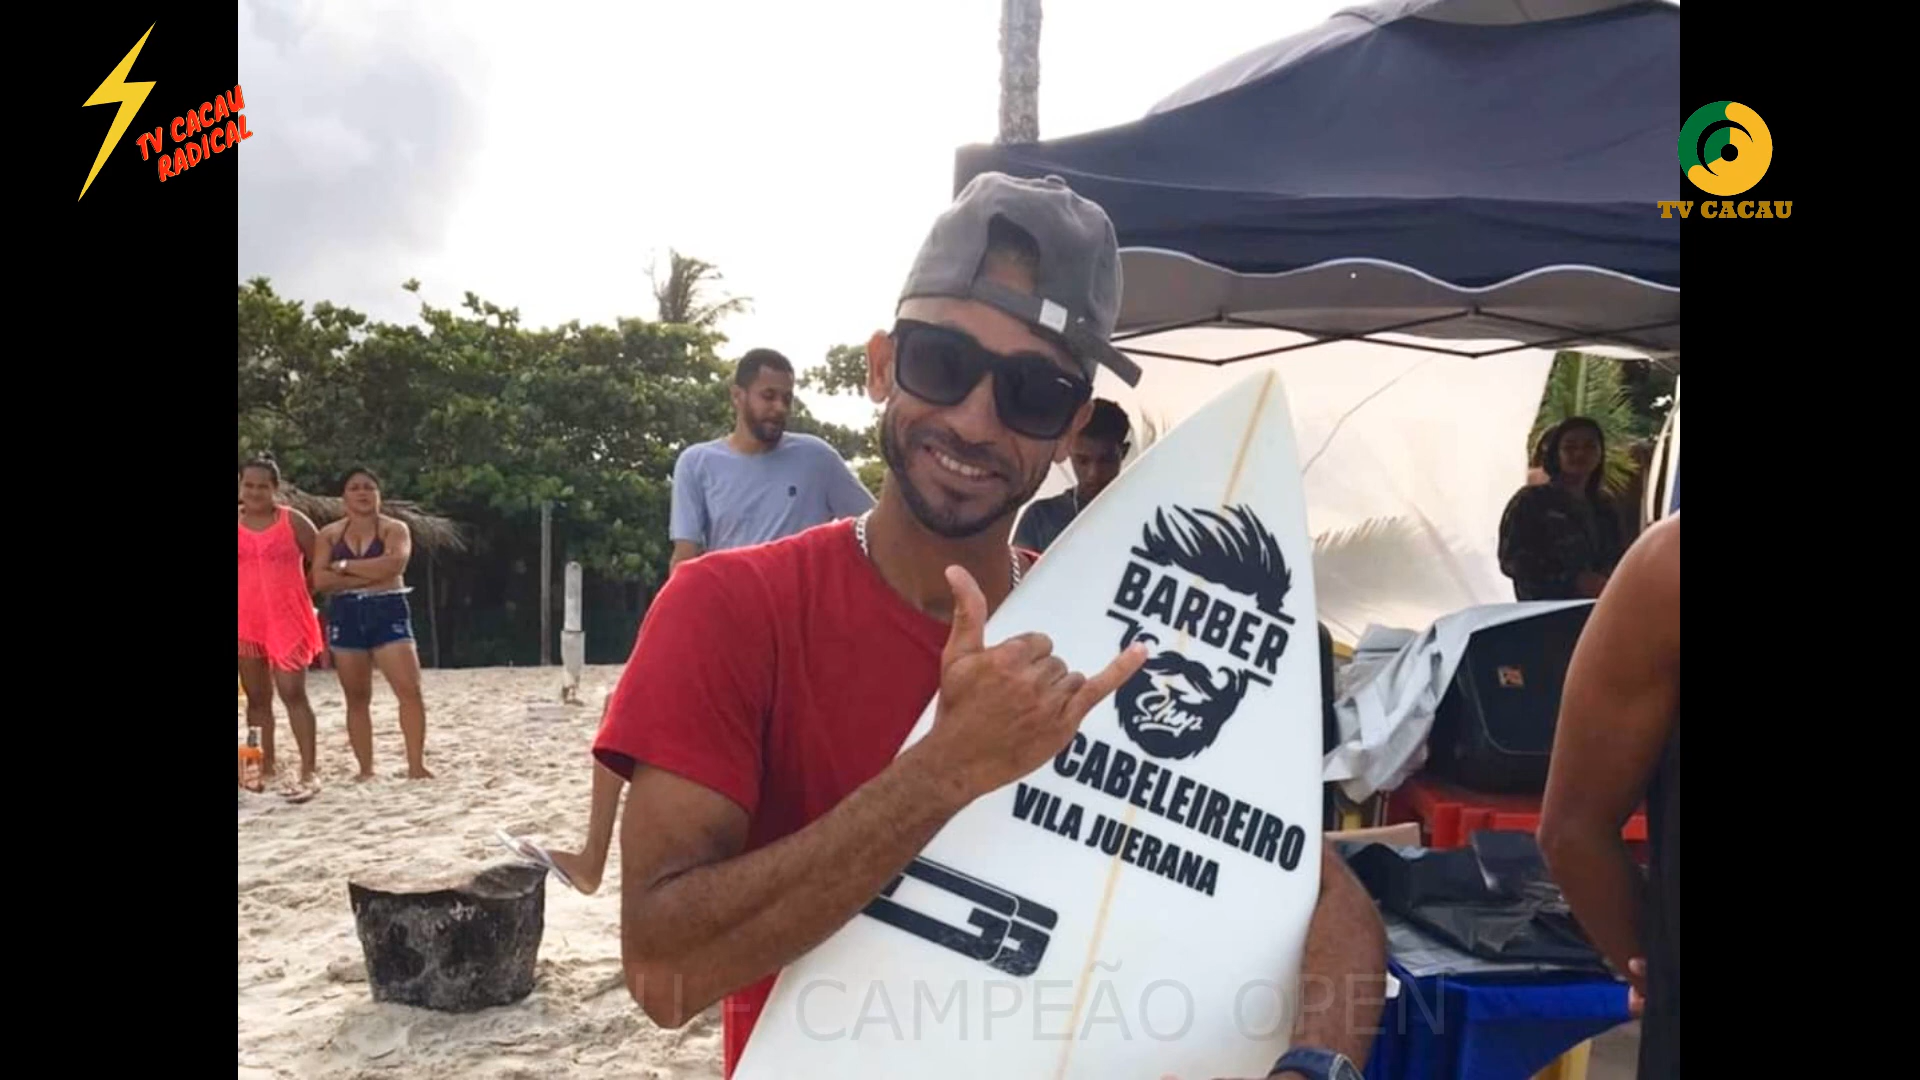 TV CACAU
RADICAL
TV CACAU
BARBER
Shop
CABELEIREIRO
VILA JUERANA
CAMPEÃO OPEN